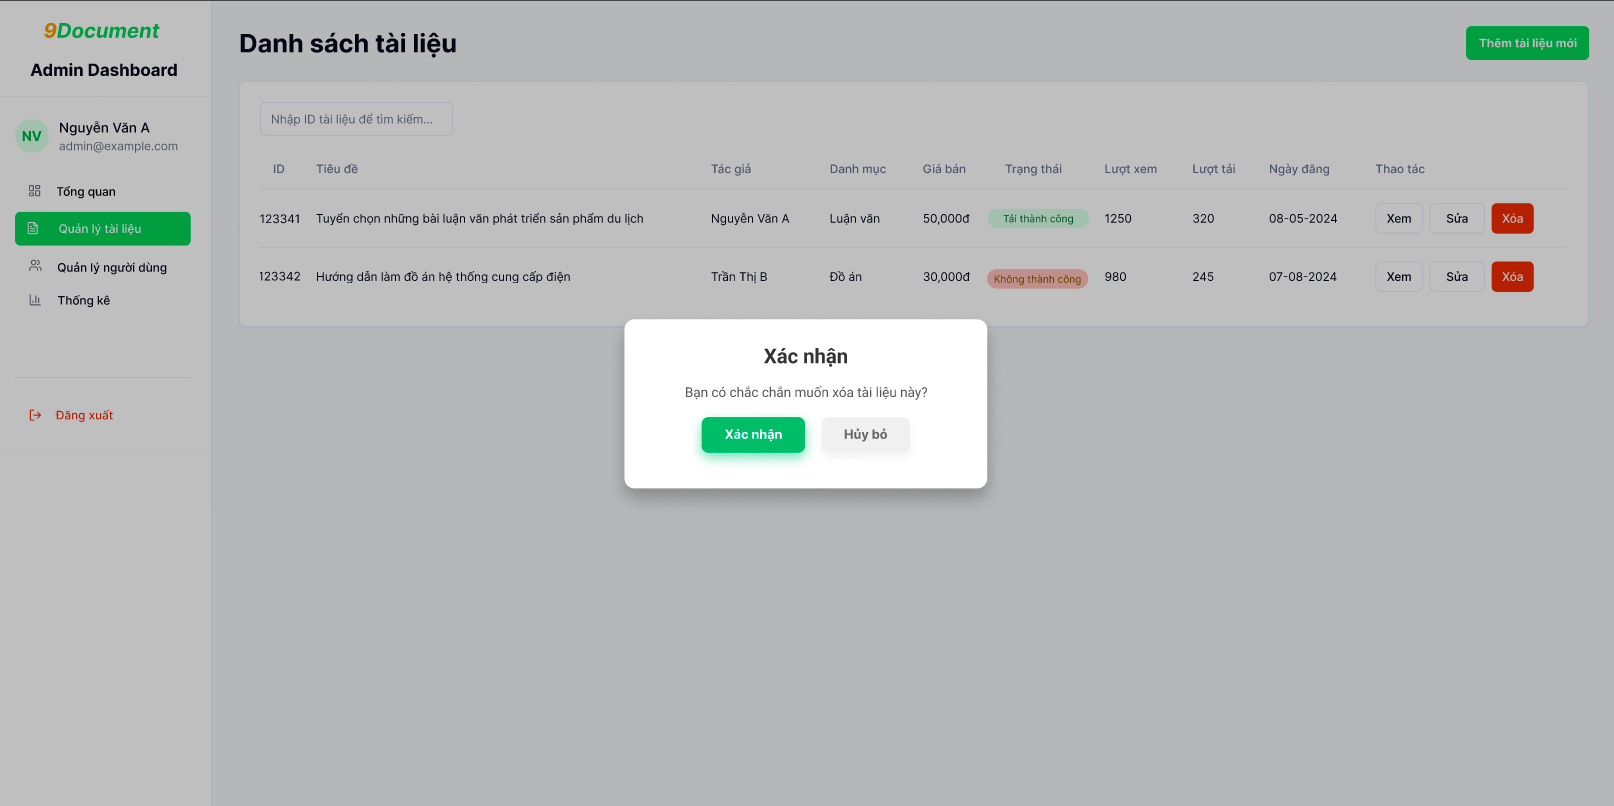 9Document
Admin Dashboard
NV
Nguyễn Văn A
admin@example.com
Tổng quan
Quản lý tài liệu
Quản lý người dùng
Thống kê
Đăng xuất
Danh sách tài liệu
Thêm tài liệu mới
Nhập ID tài liệu để tìm kiếm...
ID Tiêu đề Tác giả Danh mục Giá bán Trạng thái Lượt xem Lượt tải Ngày đăng Thao tác
123341 Tuyển chọn những bài luận văn phát triển sản phẩm du lịch Nguyễn Văn A Luận văn 50,000đ Tải thành công 1250 320 08-05-2024 Xem Sửa Xóa
123342 Hướng dẫn làm đồ án hệ thống cung cấp điện Trần Thị B Đồ án 30,000đ Không thành công 980 245 07-08-2024 Xem Sửa Xóa
Xác nhận
Bạn có chắc chắn muốn xóa tài liệu này?
Xác nhận Hủy bỏ